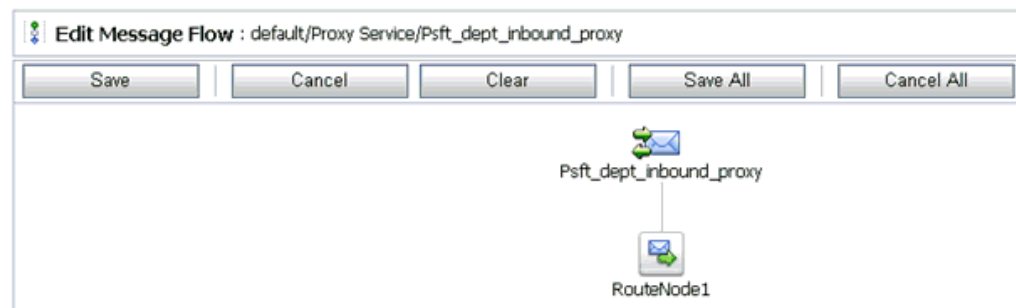 Edit Message Flow : default/Proxy Service/Psft_dept_inbound_proxy
Save Cancel Clear Save All Cancel All
Psft_dept_inbound_proxy
RouteNode1